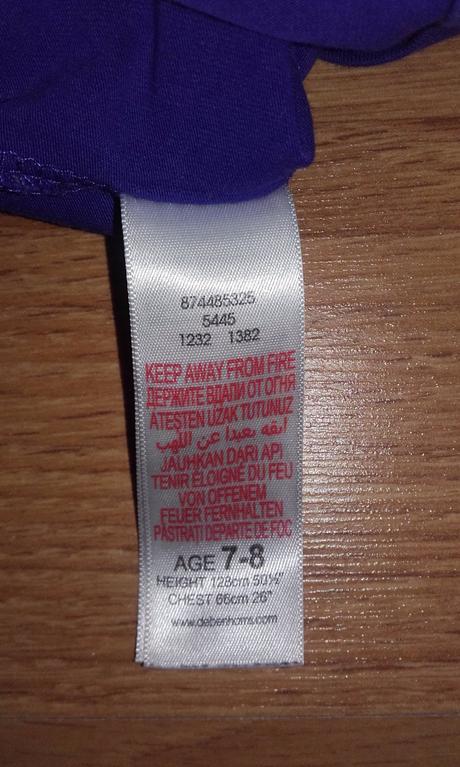 874485325
5445
1232 1382
KEEP AWAY FROM FIRE
ДЕРЖИТЕ ВДАЛИ ОТ ОГНЯ
ATEŞTEN UZAK TUTUNUZ
ابقه بعيدا عن اللهب
JAUHKAN DARI API
TENIR ÉLOIGNÉ DU FEU
VON OFFENEM
FEUER FERNHALTEN
PASTRATI DEPARTE DE FOC
AGE 7-8
HEIGHT 128cm 50½"
CHEST 66cm 26"
www.debenhams.com